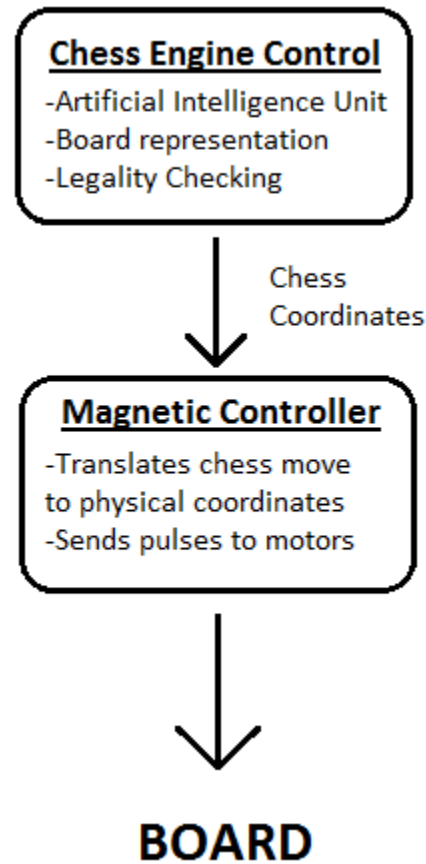 Chess Engine Control
-Artificial Intelligence Unit
-Board representation
-Legality Checking
Chess
Coordinates
Magnetic Controller
-Translates chess move
to physical coordinates
-Sends pulses to motors
BOARD